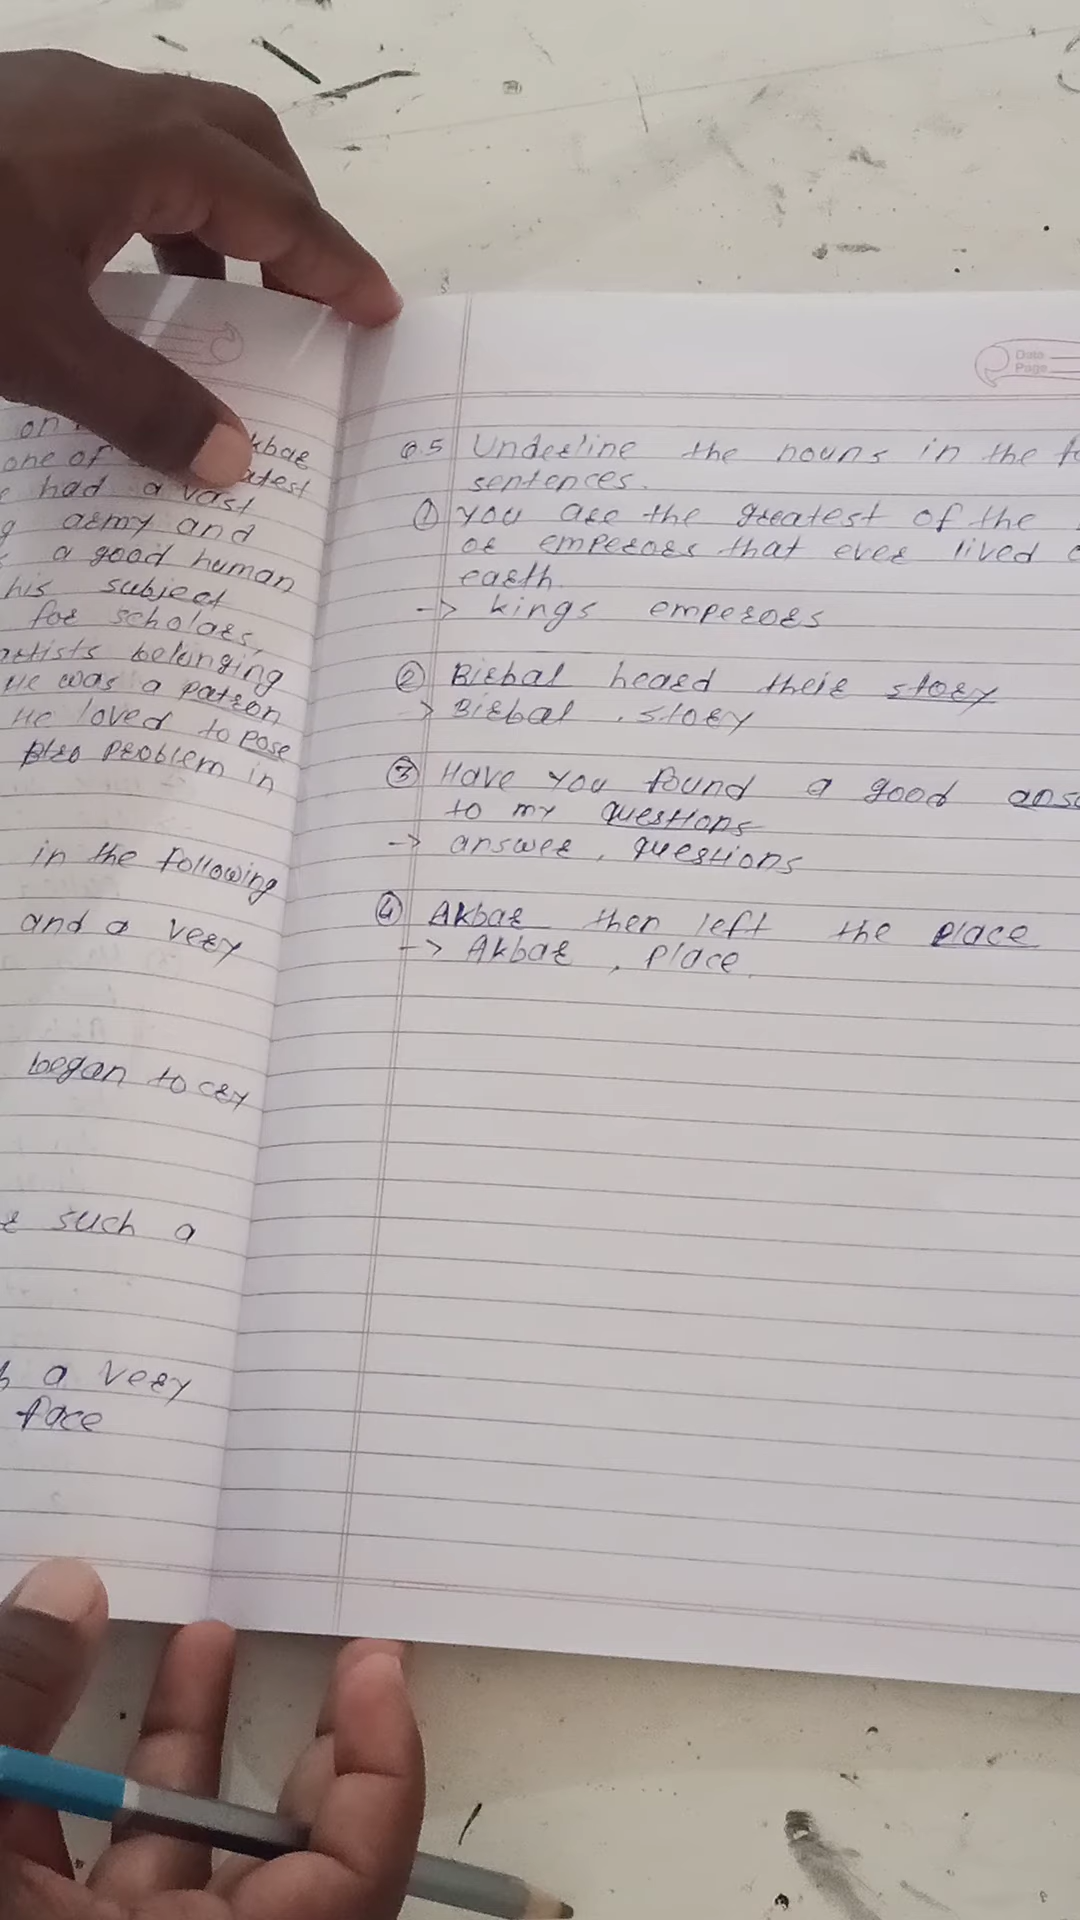 on
kbar
one of
atest
had a vast
army and
a good human
his subject
for scholars,
artists belonging
He was a patron
He loved to pose
problem in
in the following
and a very
began to cry
such a
a very
face
Date
Page
Q.5 Underline the nouns in the
sentences.
① You are the greatest of the
or emperors that ever lived
earth.
-> kings emperors
② Birbal heard their story
-> Birbal , story
③ Have you found a good
to my questions
-> answer , questions
④ Akbar then left the place
-> Akbar , place.